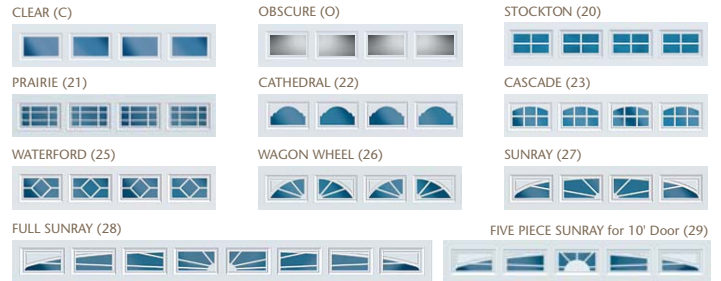 CLEAR (C)
OBSCURE (O)
STOCKTON (20)
PRAIRIE (21)
CATHEDRAL (22)
CASCADE (23)
WATERFORD (25)
WAGON WHEEL (26)
SUNRAY (27)
FULL SUNRAY (28)
FIVE PIECE SUNRAY for 10' Door (29)